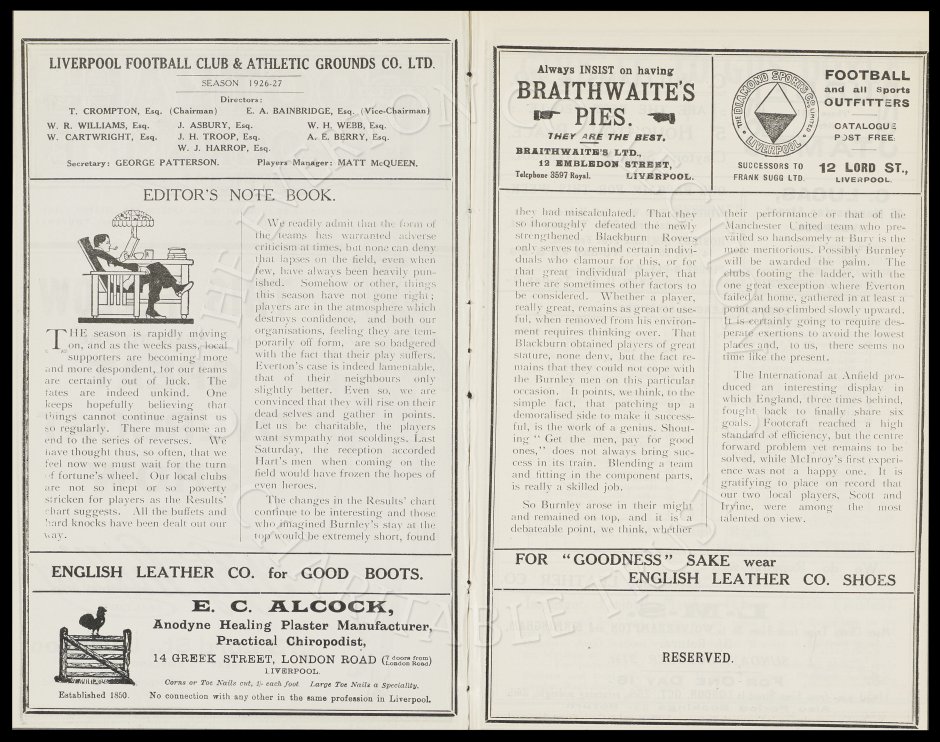 LIVERPOOL FOOTBALL CLUB & ATHLETIC GROUNDS CO. LTD.
SEASON 1926-27
Directors:
T. CROMPTON, Esq. (Chairman) E. A. BAINBRIDGE, Esq. (Vice-Chairman)
W. R. WILLIAMS, Esq. J. ASBURY, Esq. W. H. WEBB, Esq.
W. CARTWRIGHT, Esq. J. H. TROOP, Esq. A. E. BERRY, Esq.
W. J. HARROP, Esq.
Secretary: GEORGE PATTERSON. Players Manager: MATT McQUEEN.
EDITOR'S NOTE BOOK.
THE season is rapidly moving
on, and as the weeks pass, local
supporters are becoming more
and more despondent, for our teams
are certainly out of luck. The
fates are indeed unkind. One
keeps hopefully believing that
things cannot continue against us
so regularly. There must come an
end to the series of reverses. We
have thought thus, so often, that we
feel now we must wait for the turn
of fortune's wheel. Our local clubs
are not so inept or so poverty
stricken for players as the Results'
chart suggests. All the buffets and
hard knocks have been dealt out our
way.
We readily admit that the form of
the teams has warranted adverse
criticism at times, but none can deny
that lapses on the field, even when
few, have always been heavily pun-
ished. Somehow or other, things
this season have not gone right;
players are in the atmosphere which
destroys confidence, and both our
organisations, feeling they are tem-
porarily off form, are so badgered
with the fact that their play suffers.
Everton's case is indeed lamentable,
that of their neighbours only
slightly better. Even so, we are
convinced that they will rise on their
dead selves and gather in points.
Let us be charitable, the players
want sympathy not scoldings. Last
Saturday, the reception accorded
Hart's men when coming on the
field would have frozen the hopes of
even heroes.
The changes in the Results' chart
continue to be interesting and those
who imagined Burnley's stay at the
top would be extremely short, found
ENGLISH LEATHER CO. for GOOD BOOTS.
E. C. ALCOCK,
Anodyne Healing Plaster Manufacturer,
Practical Chiropodist,
14 GREEK STREET, LONDON ROAD (7 doors from London Road)
LIVERPOOL.
Corns or Toe Nails cut, 1/- each foot Large Toe Nails a Speciality.
Established 1850. No connection with any other in the same profession in Liverpool.
Always INSIST on having
BRAITHWAITE'S
PIES.
THEY ARE THE BEST.
BRAITHWAITE'S LTD.,
12 EMBLEDON STREET,
Telephone 3597 Royal. LIVERPOOL.
THE DIAMOND SPORTS CO. LIMITED
LIVERPOOL
SUCCESSORS TO
FRANK SUGG LTD.
FOOTBALL
and all Sports
OUTFITTERS
CATALOGUE
POST FREE
12 LORD ST.,
LIVERPOOL.
they had miscalculated. That they
so thoroughly defeated the newly
strengthened Blackburn Rovers
only serves to remind certain indivi-
duals who clamour for this, or for
that great individual player, that
there are sometimes other factors to
be considered. Whether a player,
really great, remains as great or use-
ful, when removed from his environ-
ment requires thinking over. That
Blackburn obtained players of great
stature, none deny, but the fact re-
mains that they could not cope with
the Burnley men on this particular
occasion. It points, we think, to the
simple fact, that patching up a
demoralised side to make it success-
ful, is the work of a genius. Shout-
ing " Get the men, pay for good
ones," does not always bring suc-
cess in its train. Blending a team
and fitting in the component parts,
is really a skilled job.
So Burnley arose in their might
and remained on top, and it is a
debateable point, we think, whether
their performance or that of the
Manchester United team who pre-
vailed so handsomely at Bury is the
more meritorious. Possibly Burnley
will be awarded the palm. The
clubs footing the ladder, with the
one great exception where Everton
failed at home, gathered in at least a
point and so climbed slowly upward.
It is certainly going to require des-
perate exertions to avoid the lowest
places and, to us, there seems no
time like the present.
The International at Anfield pro-
duced an interesting display in
which England, three times behind,
fought back to finally share six
goals. Footcraft reached a high
standard of efficiency, but the centre
forward problem yet remains to be
solved, while McInroy's first experi-
ence was not a happy one. It is
gratifying to place on record that
our two local players, Scott and
Irvine, were among the most
talented on view.
FOR "GOODNESS" SAKE wear
ENGLISH LEATHER CO. SHOES
RESERVED.